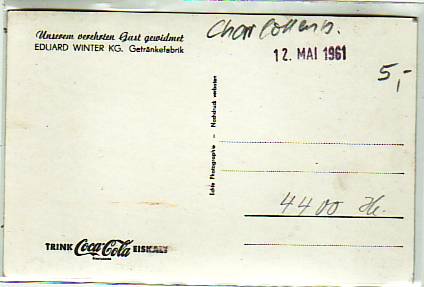 Unserem verehrten Gast gewidmet
EDUARD WINTER KG. Getränkefabrik
Charlottenb.
12. MAI 1961
5,-
Echte Photographie - Nachdruck verboten
4400
TRINK Coca-Cola EISKALT